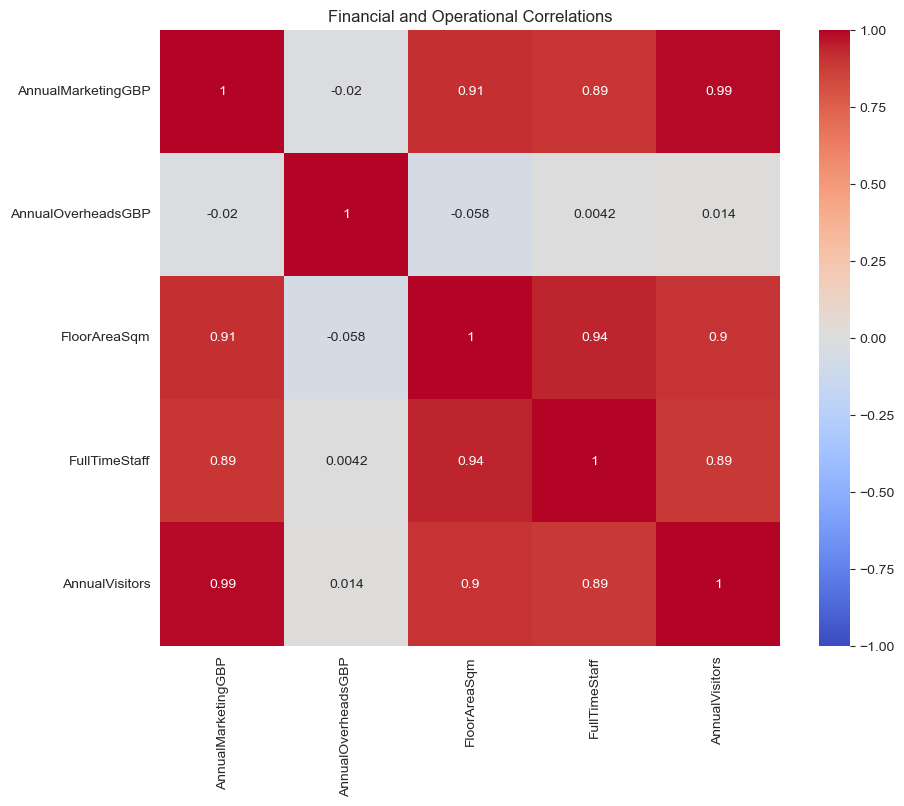 Financial and Operational Correlations
AnnualMarketingGBP 1 -0.02 0.91 0.89 0.99
AnnualOverheadsGBP -0.02 1 -0.058 0.0042 0.014
FloorAreaSqm 0.91 -0.058 1 0.94 0.9
FullTimeStaff 0.89 0.0042 0.94 1 0.89
AnnualVisitors 0.99 0.014 0.9 0.89 1
AnnualMarketingGBP
AnnualOverheadsGBP
FloorAreaSqm
FullTimeStaff
AnnualVisitors
1.00
0.75
0.50
0.25
0.00
−0.25
−0.50
−0.75
−1.00